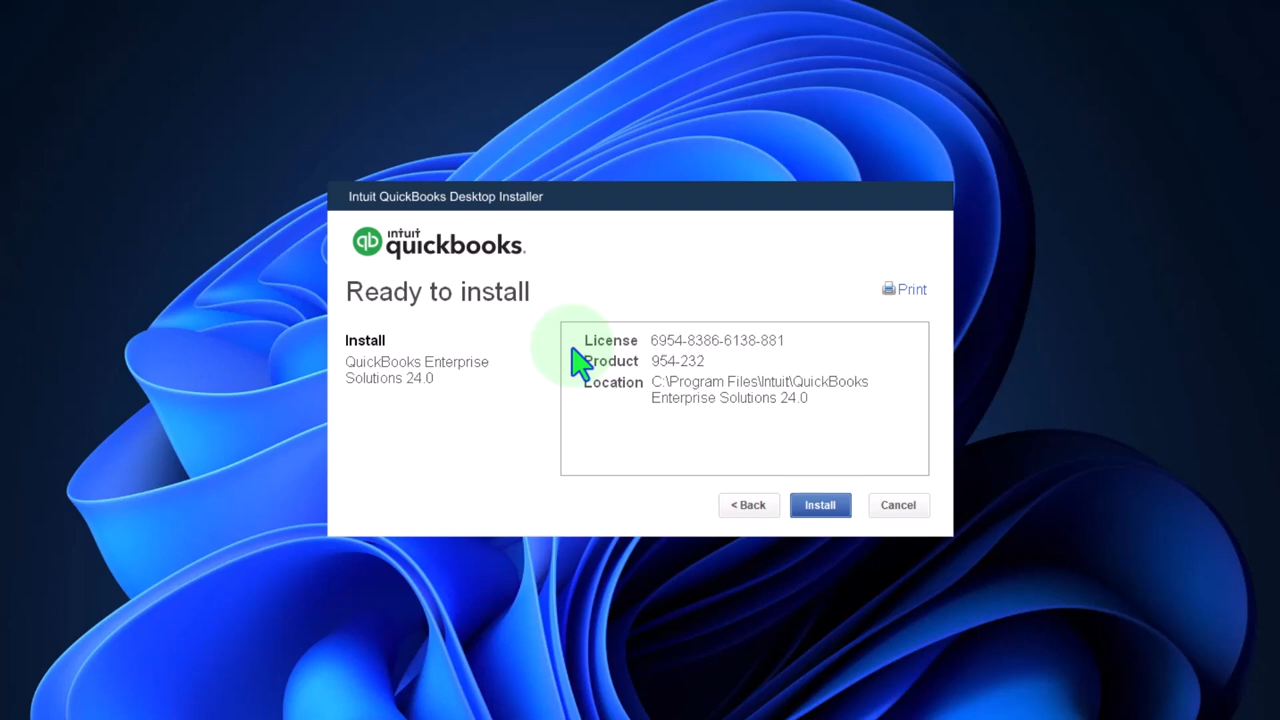 Intuit QuickBooks Desktop Installer
qb intuit quickbooks.
Ready to install
Print
Install
QuickBooks Enterprise
Solutions 24.0
License 6954-8386-6138-881
Product 954-232
Location C:\Program Files\Intuit\QuickBooks
Enterprise Solutions 24.0
< Back Install Cancel